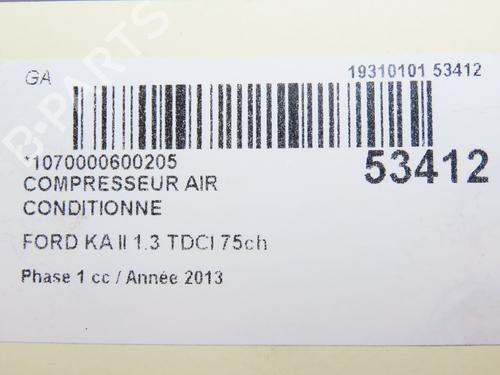 GA
19310101 53412
*1070000600205
53412
COMPRESSEUR AIR
CONDITIONNE
FORD KA II 1.3 TDCI 75ch
Phase 1 cc / Année 2013
B-PARTS